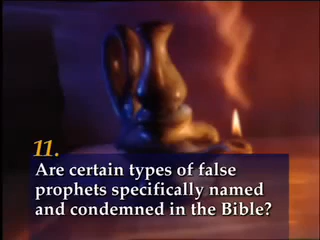 11.
Are certain types of false
prophets specifically named
and condemned in the Bible?